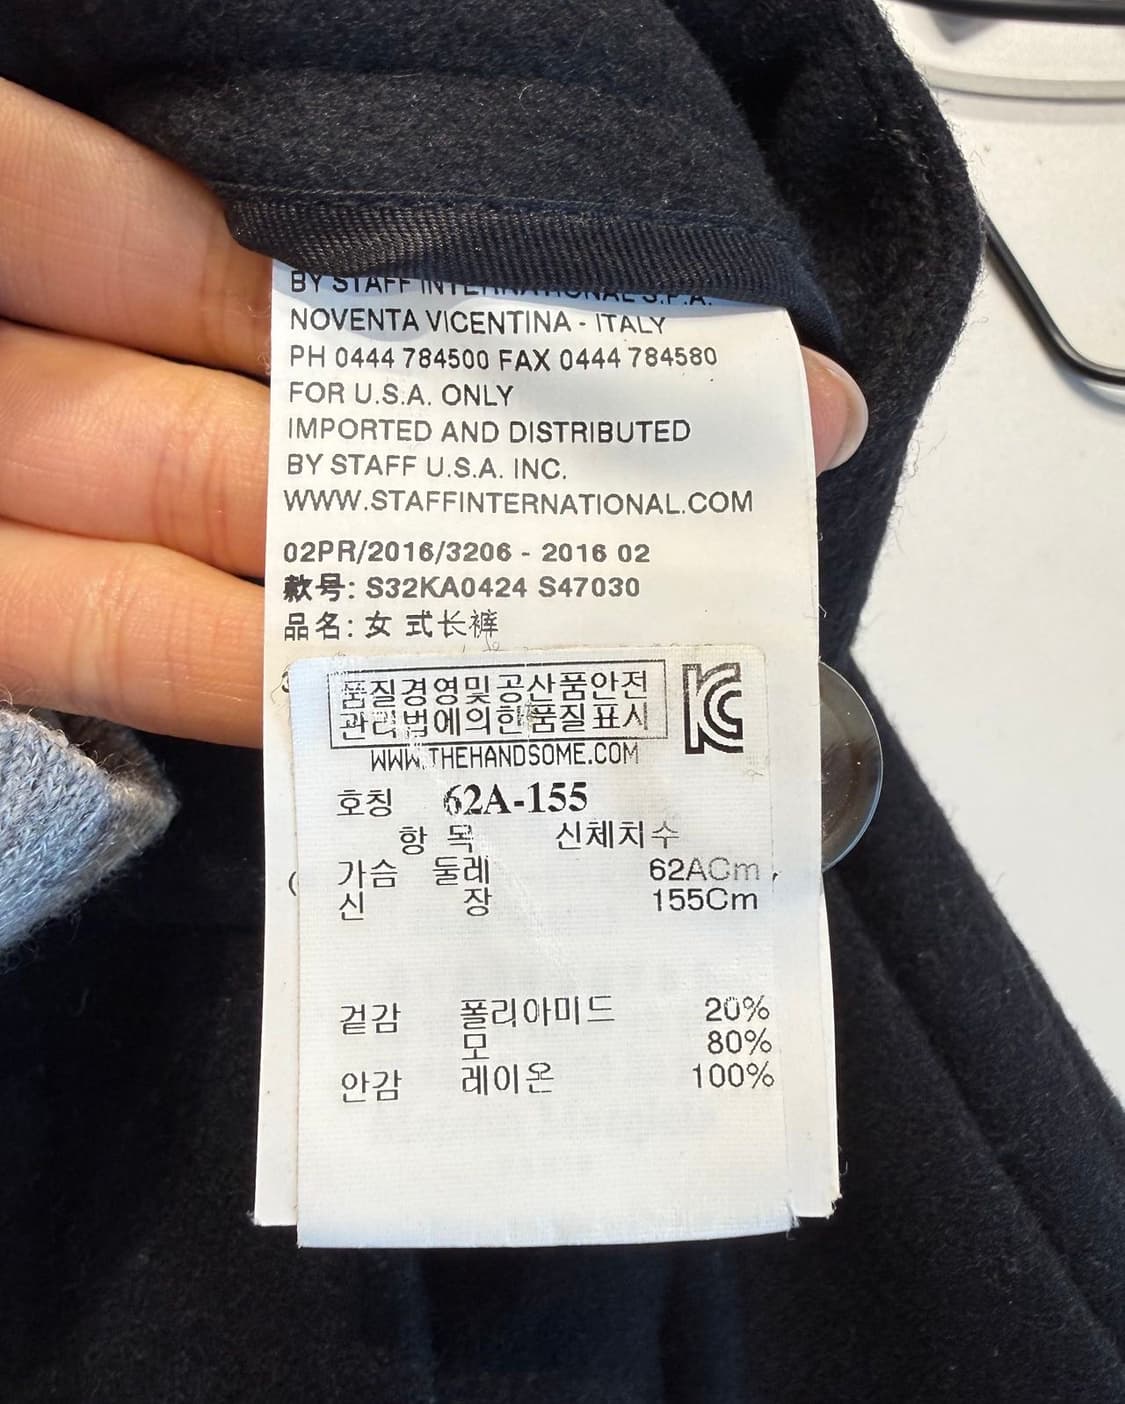 BY STAFF INTERNATIONAL S.P.A.
NOVENTA VICENTINA - ITALY
PH 0444 784500 FAX 0444 784580
FOR U.S.A. ONLY
IMPORTED AND DISTRIBUTED
BY STAFF U.S.A. INC.
WWW.STAFFINTERNATIONAL.COM
02PR/2016/3206 - 2016 02
款号: S32KA0424 S47030
品名: 女 式长裤
품질경영및공산품안전
관리법에의한품질표시
WWW.THEHANDSOME.COM
호칭 62A-155
항 목 신체치수
가슴 둘레 62ACm
신 장 155Cm
겉감 폴리아미드 20%
모 80%
안감 레이온 100%